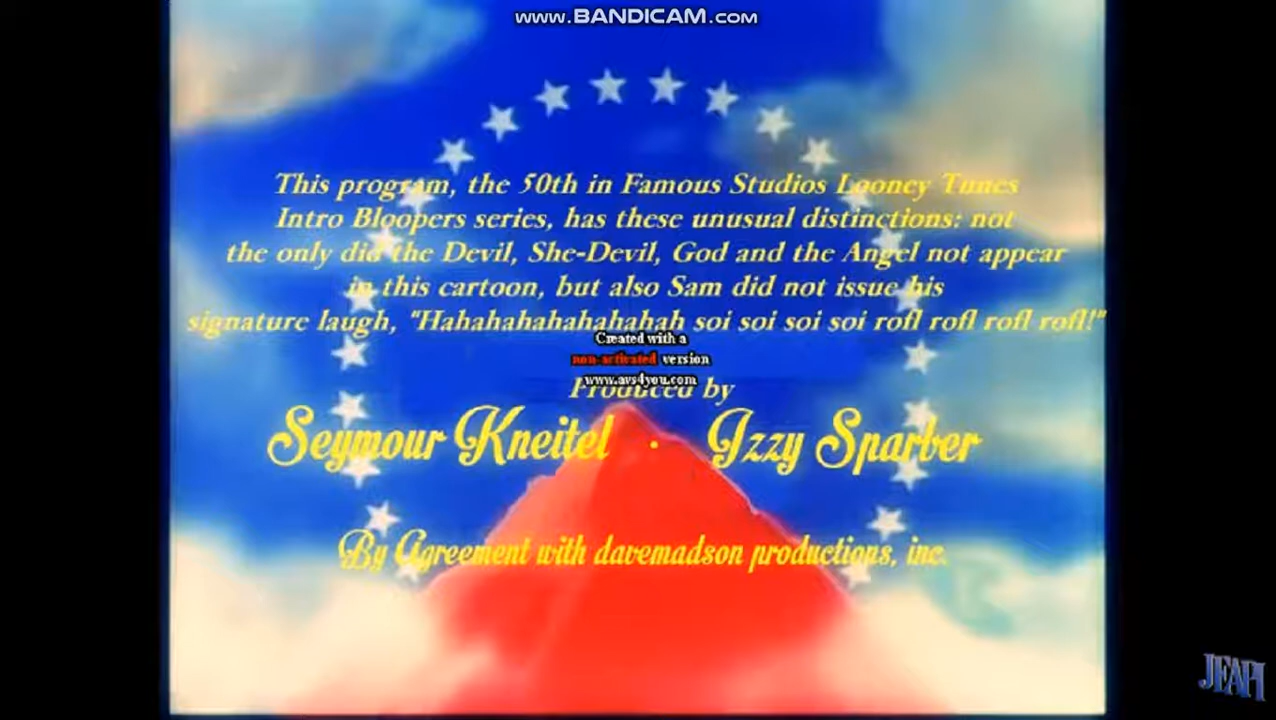 www.BANDICAM.com
This program, the 50th in Famous Studios Looney Tunes
Intro Bloopers series, has these unusual distinctions: not
the only did the Devil, She-Devil, God and the Angel not appear
in this cartoon, but also Sam did not issue his
signature laugh, "Hahahahahahahah soi soi soi soi rofl rofl rofl rofl!"
Created with a
non-activated version
www.avs4you.com
Produced by
Seymour Kneitel · Izzy Sparber
By Agreement with davemadson productions, inc.
JFAPI